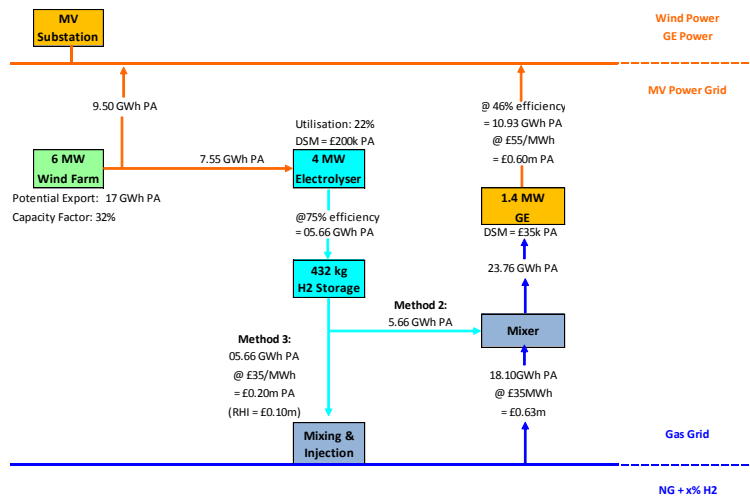 MV
Substation
Wind Power
GE Power
MV Power Grid
9.50 GWh PA
@ 46% efficiency
= 10.93 GWh PA
@ £55/MWh
= £0.60m PA
Utilisation: 22%
DSM = £200k PA
6 MW
Wind Farm
7.55 GWh PA
4 MW
Electrolyser
Potential Export: 17 GWh PA
Capacity Factor: 32%
1.4 MW
GE
DSM = £35k PA
@75% efficiency
= 05.66 GWh PA
23.76 GWh PA
432 kg
H2 Storage
Method 2:
5.66 GWh PA
Mixer
Method 3:
05.66 GWh PA
@ £35/MWh
= £0.20m PA
(RHI = £0.10m)
18.10GWh PA
@ £35MWh
= £0.63m
Mixing &
Injection
Gas Grid
NG + x% H2